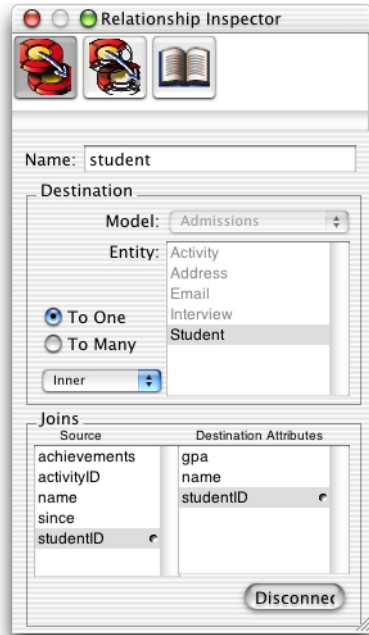 Relationship Inspector
Name: student
Destination
Model: Admissions
Entity: Activity
Address
Email
Interview
Student
To One
To Many
Inner
Joins
Source Destination Attributes
achievements gpa
activityID name
name studentID
since
studentID
Disconnec